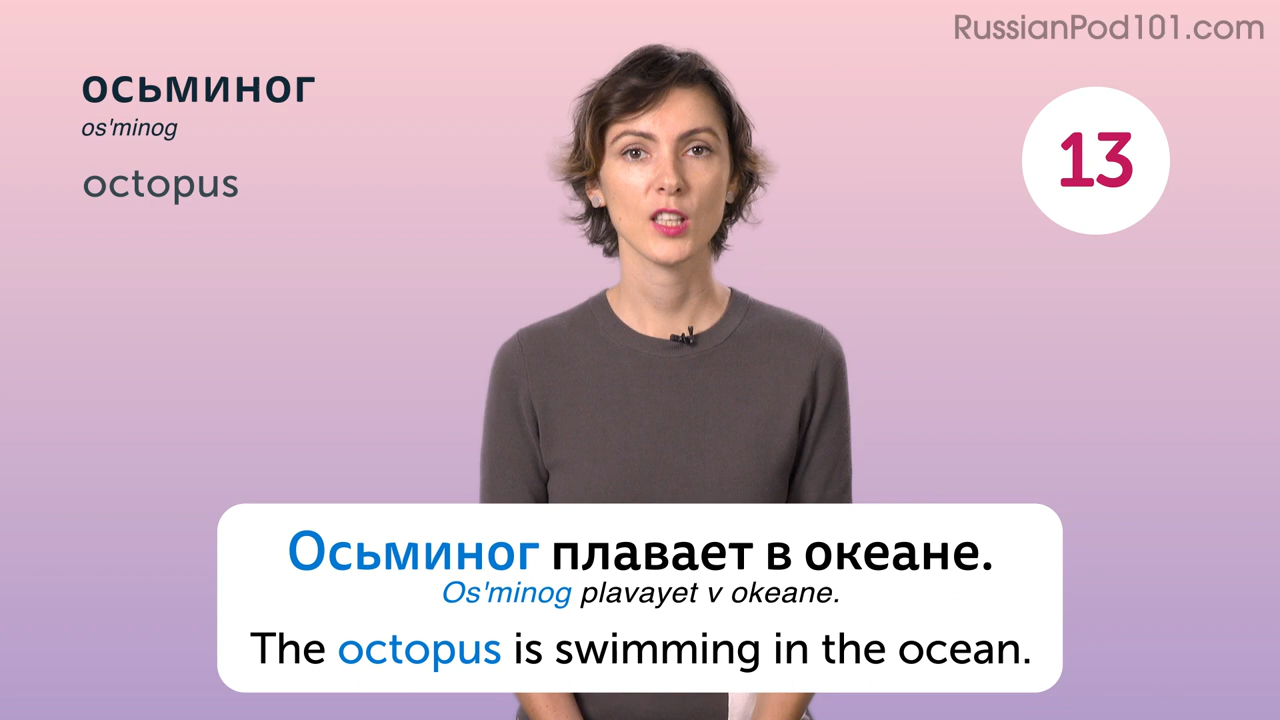 RussianPod101.com
осьминог
os'minog
octopus
13
Осьминог плавает в океане.
Os'minog plavayet v okeane.
The octopus is swimming in the ocean.